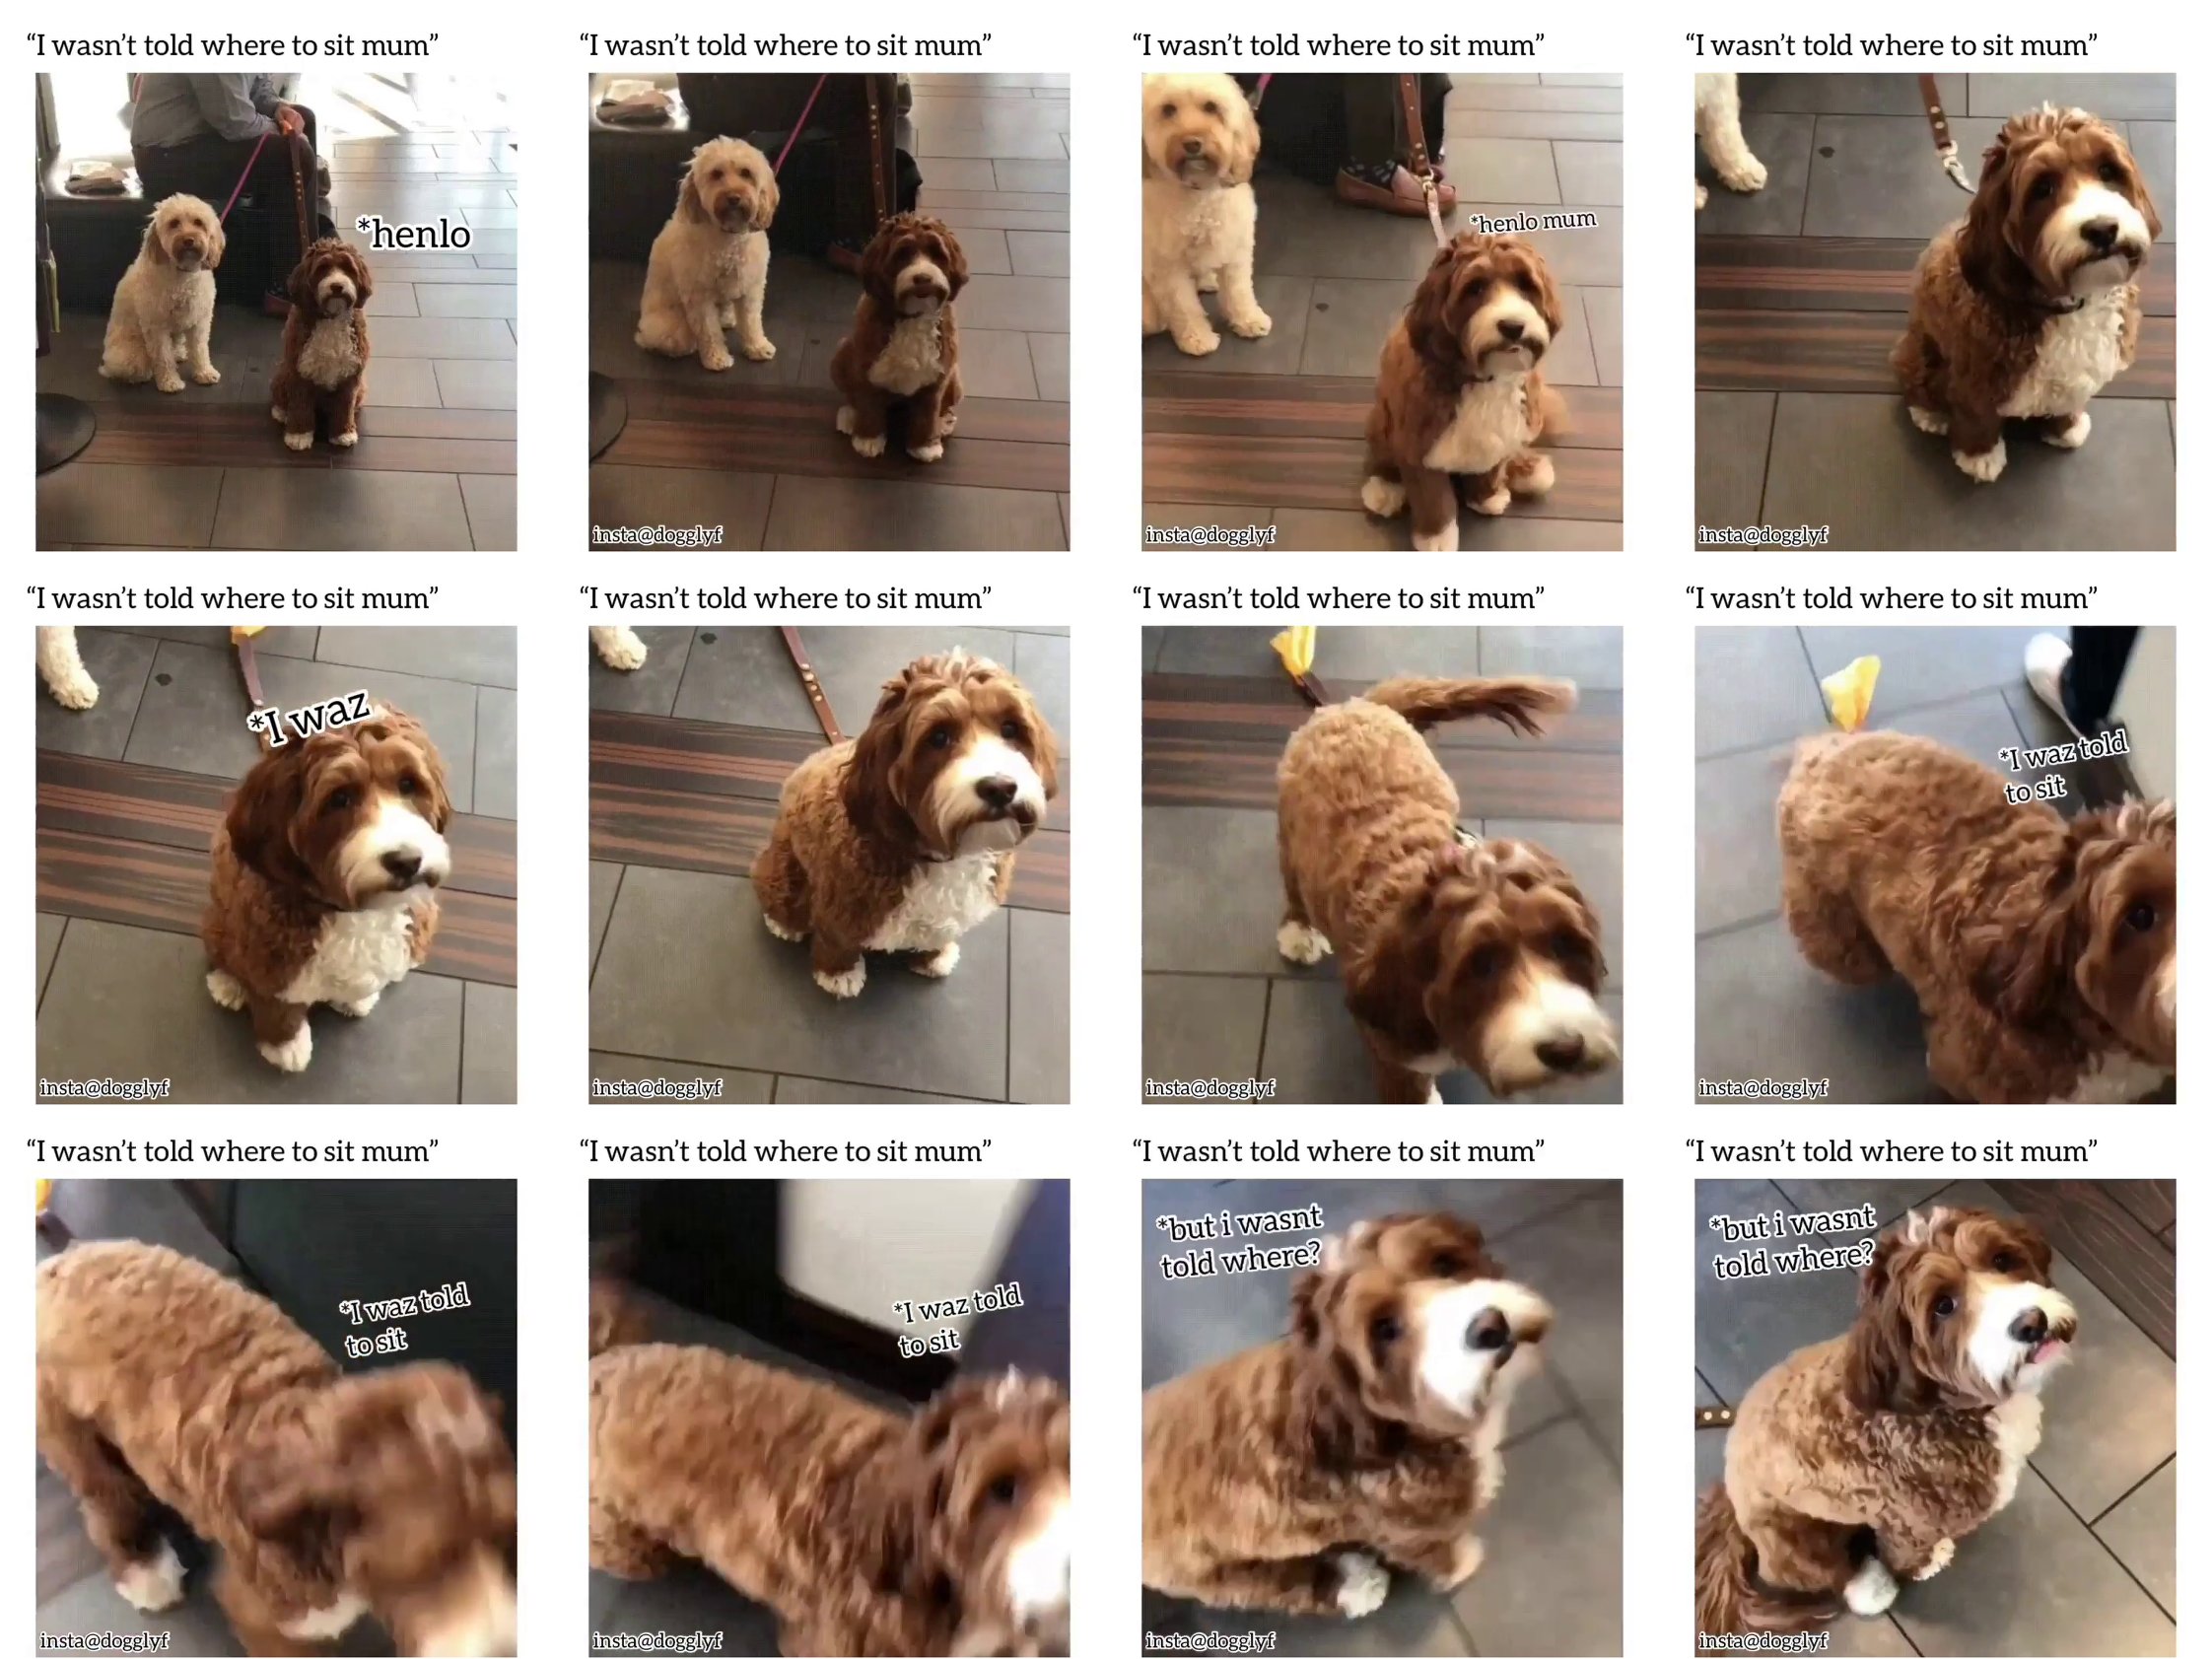 “I wasn’t told where to sit mum”
“I wasn’t told where to sit mum”
“I wasn’t told where to sit mum”
“I wasn’t told where to sit mum”
*henlo
*henlo mum
insta@dogglyf
insta@dogglyf
insta@dogglyf
“I wasn’t told where to sit mum”
“I wasn’t told where to sit mum”
“I wasn’t told where to sit mum”
“I wasn’t told where to sit mum”
*I waz
*I waz told
to sit
insta@dogglyf
insta@dogglyf
insta@dogglyf
insta@dogglyf
“I wasn’t told where to sit mum”
“I wasn’t told where to sit mum”
“I wasn’t told where to sit mum”
“I wasn’t told where to sit mum”
*I waz told
to sit
*I waz told
to sit
*but i wasnt
told where?
*but i wasnt
told where?
insta@dogglyf
insta@dogglyf
insta@dogglyf
insta@dogglyf